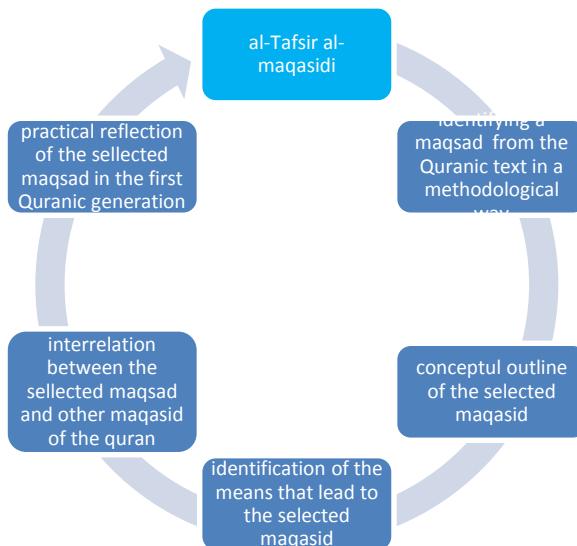 al-Tafsir al-
maqasidi
identifying a
maqsad from the
Quranic text in a
methodological
way
conceptul outline
of the selected
maqasid
identification of the
means that lead to
the selected
maqasid
interrelation
between the
sellected maqsad
and other maqasid
of the quran
practical reflection
of the sellected
maqsad in the first
Quranic generation